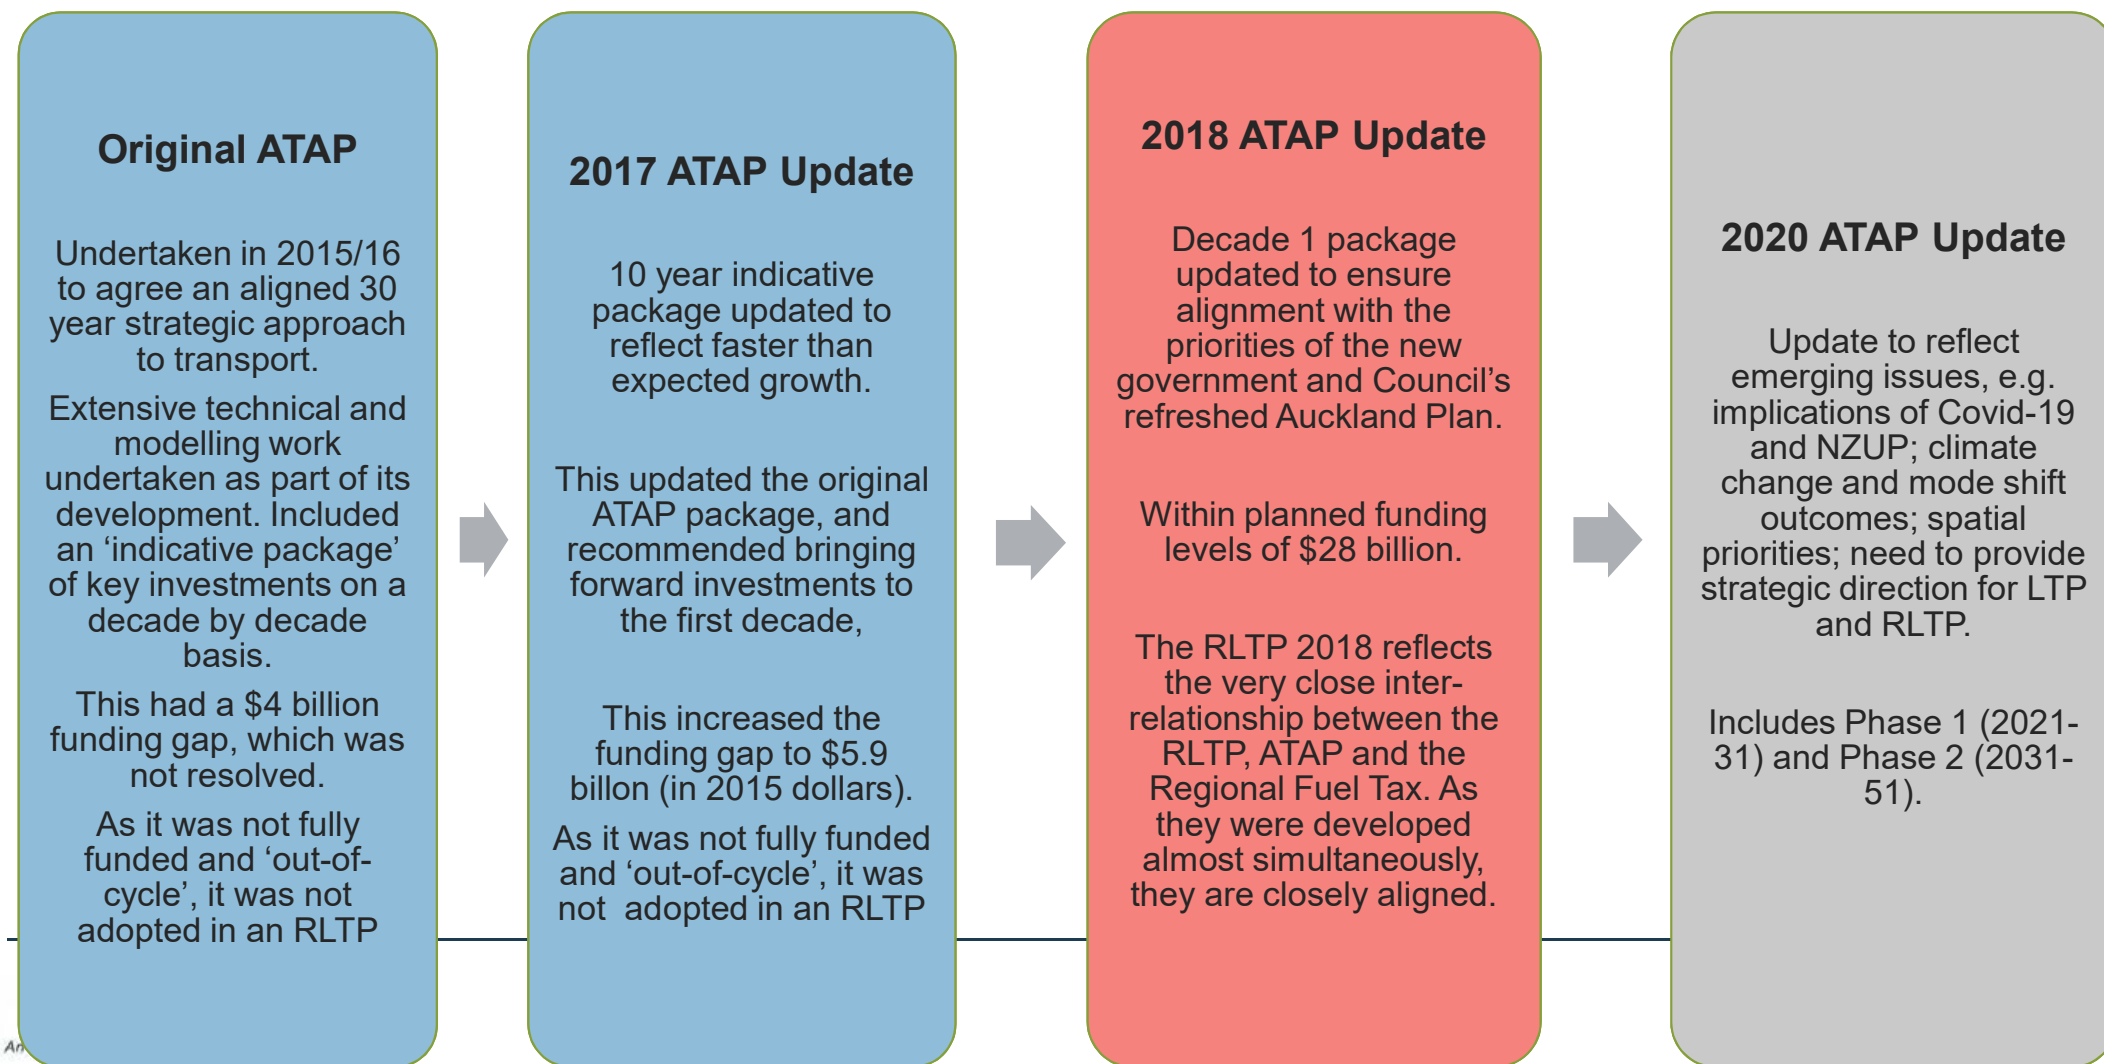 Original ATAP
Undertaken in 2015/16
to agree an aligned 30
year strategic approach
to transport.
Extensive technical and
modelling work
undertaken as part of its
development. Included
an ‘indicative package’
of key investments on a
decade by decade
basis.
This had a $4 billion
funding gap, which was
not resolved.
As it was not fully
funded and ‘out-of-
cycle’, it was not
adopted in an RLTP
2017 ATAP Update
10 year indicative
package updated to
reflect faster than
expected growth.
This updated the original
ATAP package, and
recommended bringing
forward investments to
the first decade,
This increased the
funding gap to $5.9
billon (in 2015 dollars).
As it was not fully funded
and ‘out-of-cycle’, it was
not  adopted in an RLTP
2018 ATAP Update
Decade 1 package
updated to ensure
alignment with the
priorities of the new
government and Council’s
refreshed Auckland Plan.
Within planned funding
levels of $28 billion.
The RLTP 2018 reflects
the very close inter-
relationship between the
RLTP, ATAP and the
Regional Fuel Tax. As
they were developed
almost simultaneously,
they are closely aligned.
2020 ATAP Update
Update to reflect
emerging issues, e.g.
implications of Covid-19
and NZUP; climate
change and mode shift
outcomes; spatial
priorities; need to provide
strategic direction for LTP
and RLTP.
Includes Phase 1 (2021-
31) and Phase 2 (2031-
51).
An